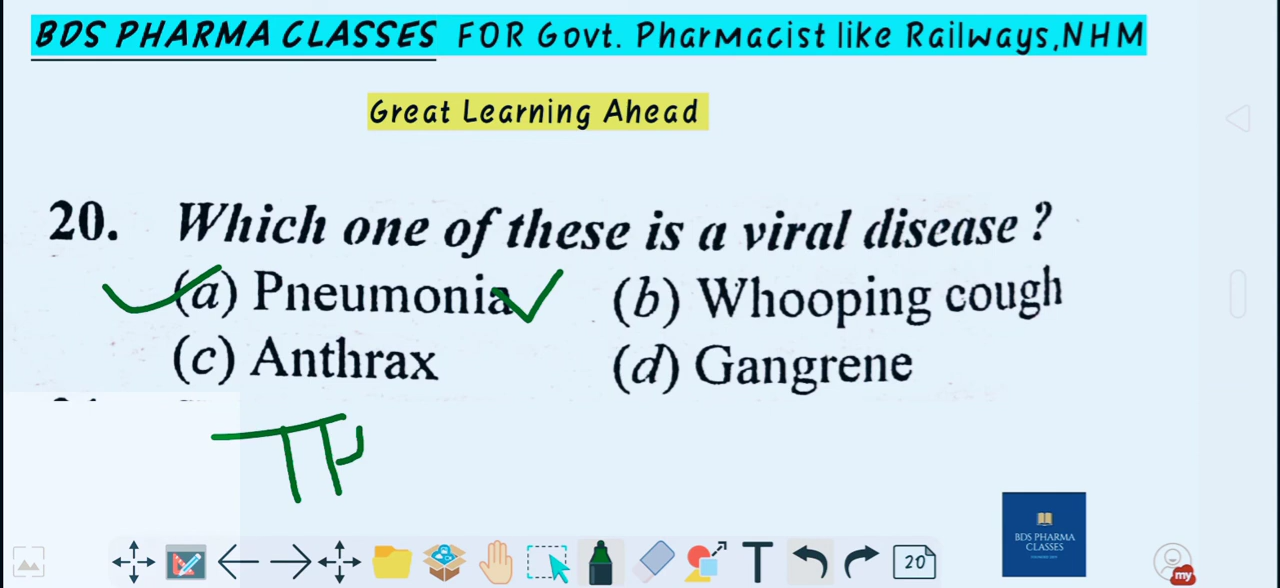 BDS PHARMA CLASSES FOR Govt. Pharmacist like Railways,NHM
Great Learning Ahead
20. Which one of these is a viral disease ?
(a) Pneumonia (b) Whooping cough
(c) Anthrax (d) Gangrene
T
20
BDS PHARMA
CLASSES
my